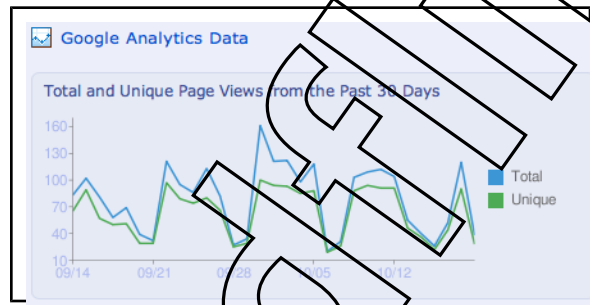 Google Analytics Data
Total and Unique Page Views from the Past 30 Days
160
130
100
70
40
10
09/14
09/21
09/28
10/05
10/12
Total
Unique